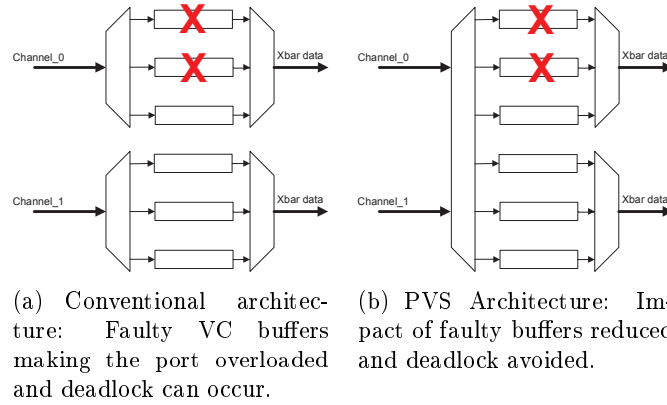 Channel_0
Xbar data
Channel_1
Xbar data
(a) Conventional architec-
ture: Faulty VC buffers
making the port overloaded
and deadlock can occur.
Channel_0
Xbar data
Channel_1
Xbar data
(b) PVS Architecture: Im-
pact of faulty buffers reduced
and deadlock avoided.